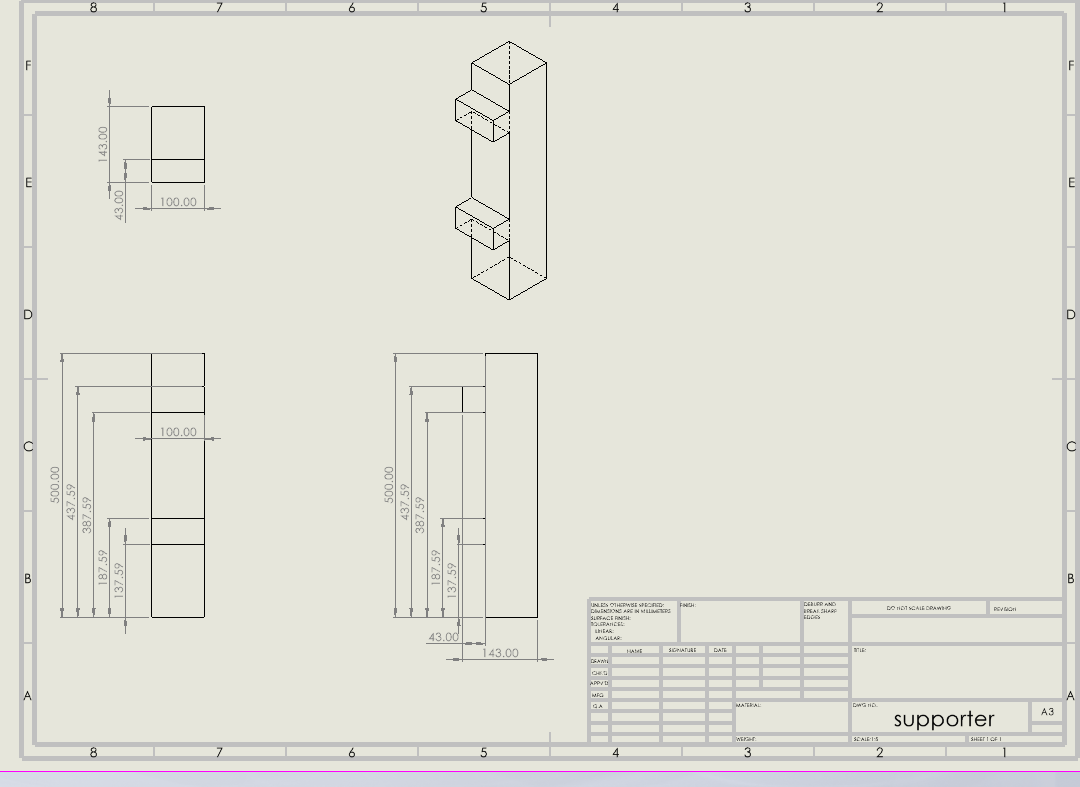 8 7 6 5 4 3 2 1
F F
143.00
E E
43.00
100.00
D D
C C
100.00
500.00
437.59
387.59
187.59
137.59
500.00
437.59
387.59
187.59
137.59
B B
43.00
143.00
UNLESS OTHERWISE SPECIFIED:
DIMENSIONS ARE IN MILLIMETERS
SURFACE FINISH:
TOLERANCES:
LINEAR:
ANGULAR:
FINISH:
DEBURR AND
BREAK SHARP
EDGES
DO NOT SCALE DRAWING
REVISION
NAME SIGNATURE DATE
TITLE:
DRAWN
CHK'D
APPV'D
MFG
Q.A
A A
MATERIAL:
DWG NO.
supporter
A3
WEIGHT:
SCALE:1:5
SHEET 1 OF 1
8 7 6 5 4 3 2 1